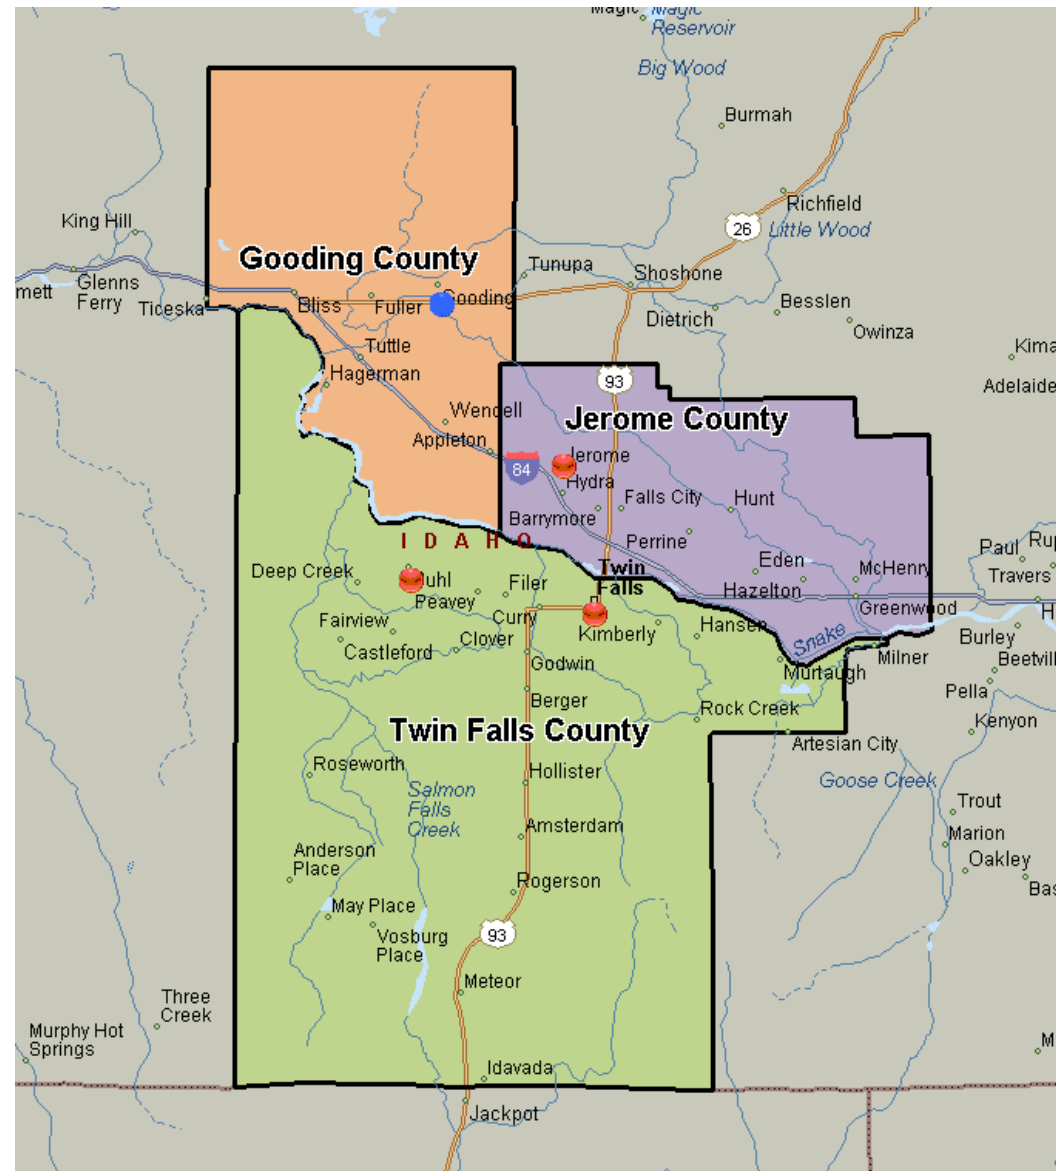 Magic
Magic
Reservoir
Big Wood
Burmah
Richfield
King Hill
26
Little Wood
Gooding County
Tunupa
Shoshone
Glenns
Ferry
mett
Ticeska
Bliss
Fuller
Gooding
Besslen
Dietrich
Owinza
Tuttle
Kima
Hagerman
93
Adelaide
Wendell
Jerome County
Appleton
84
Jerome
Hydra
Falls City
Hunt
Barrymore
Perrine
IDAHO
Paul
Rup
Deep Creek
Buhl
Filer
Twin
Falls
Eden
McHenry
Travers
Peavey
Hazelton
Curry
Greenwood
H
Fairview
Clover
Kimberly
Hansen
Snake
Burley
Castleford
Godwin
Murtaugh
Milner
Beetvill
Pella
Berger
Rock Creek
Kenyon
Twin Falls County
Artesian City
Roseworth
Hollister
Goose Creek
Salmon
Falls
Creek
Trout
Amsterdam
Marion
Anderson
Place
Oakley
Rogerson
Bas
May Place
Vosburg
Place
93
Meteor
Three
Creek
Murphy Hot
Springs
M
Idavada
Jackpot